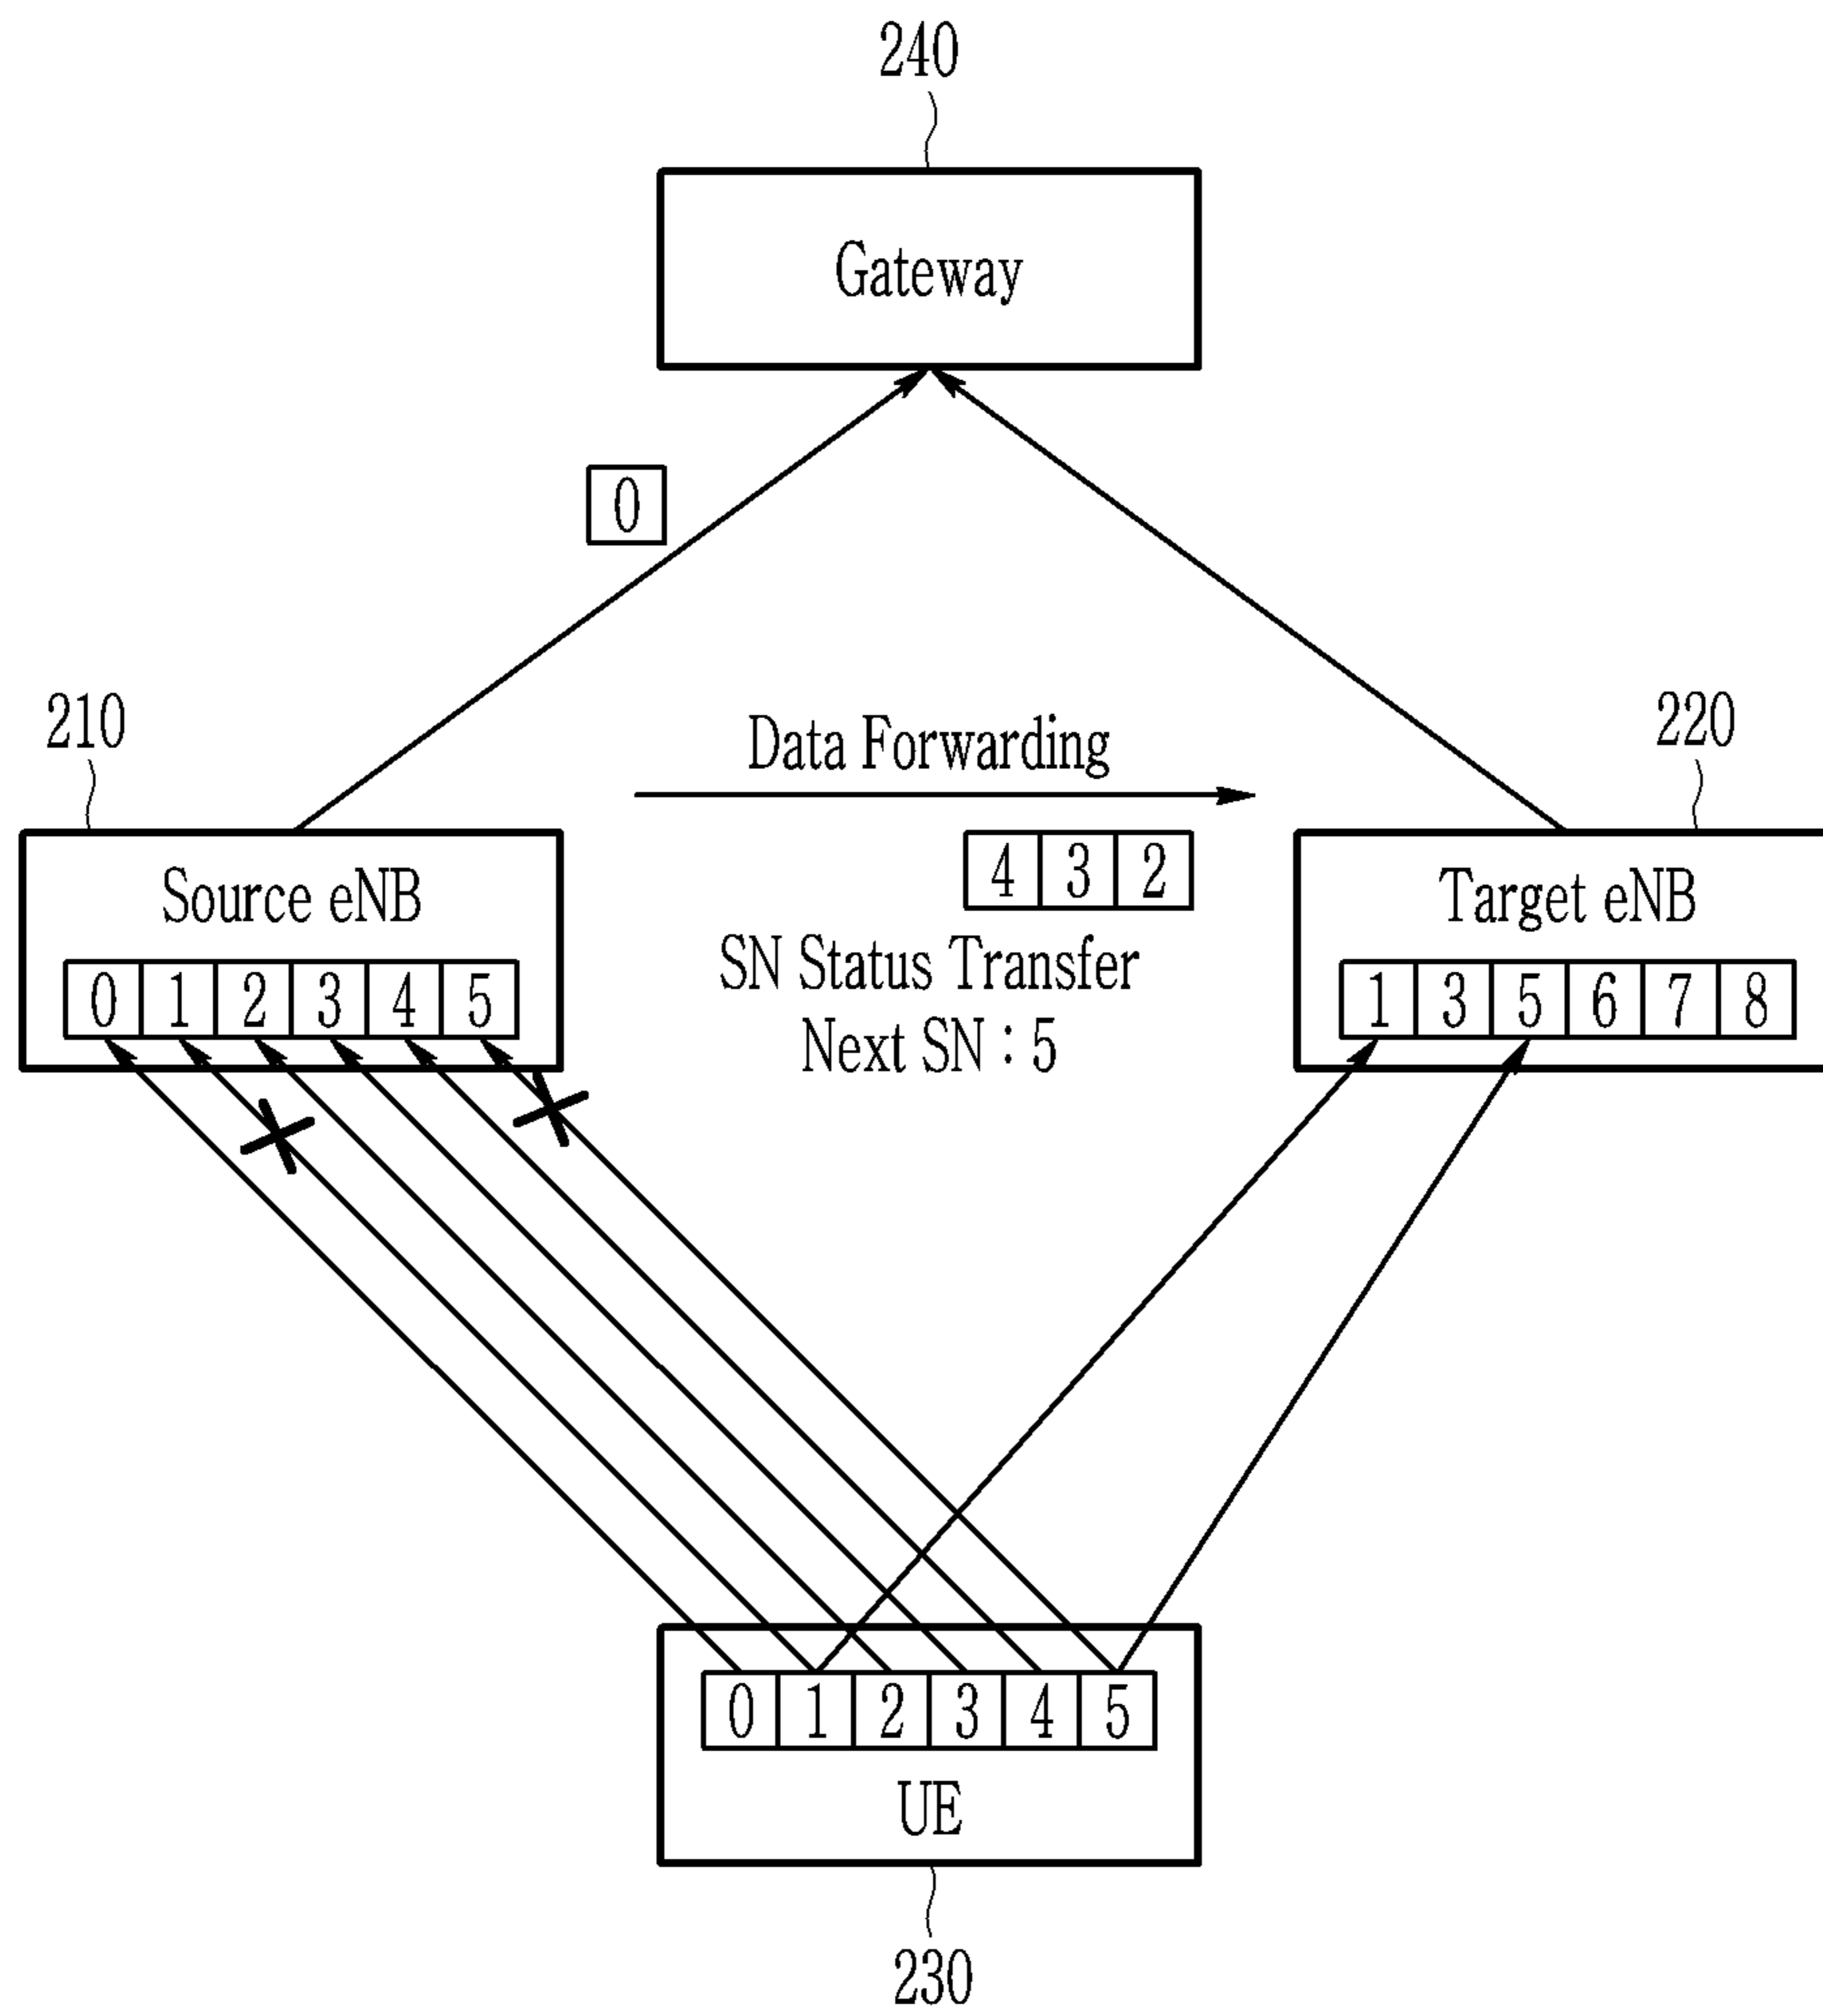 240
Gateway
0
210
Data Forwarding
220
Source eNB
4 3 2
Target eNB
SN Status Transfer
0 1 2 3 4 5
1 3 5 6 7 8
Next SN : 5
0 1 2 3 4 5
UE
230